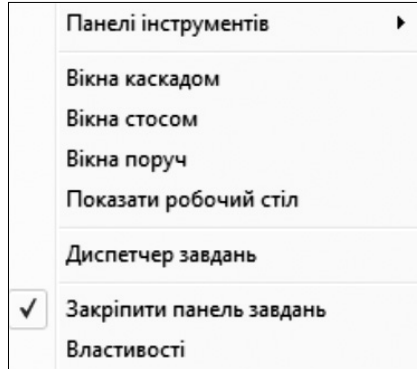 Панелі інструментів
Вікна каскадом
Вікна стосом
Вікна поруч
Показати робочий стіл
Диспетчер завдань
Закріпити панель завдань
Властивості